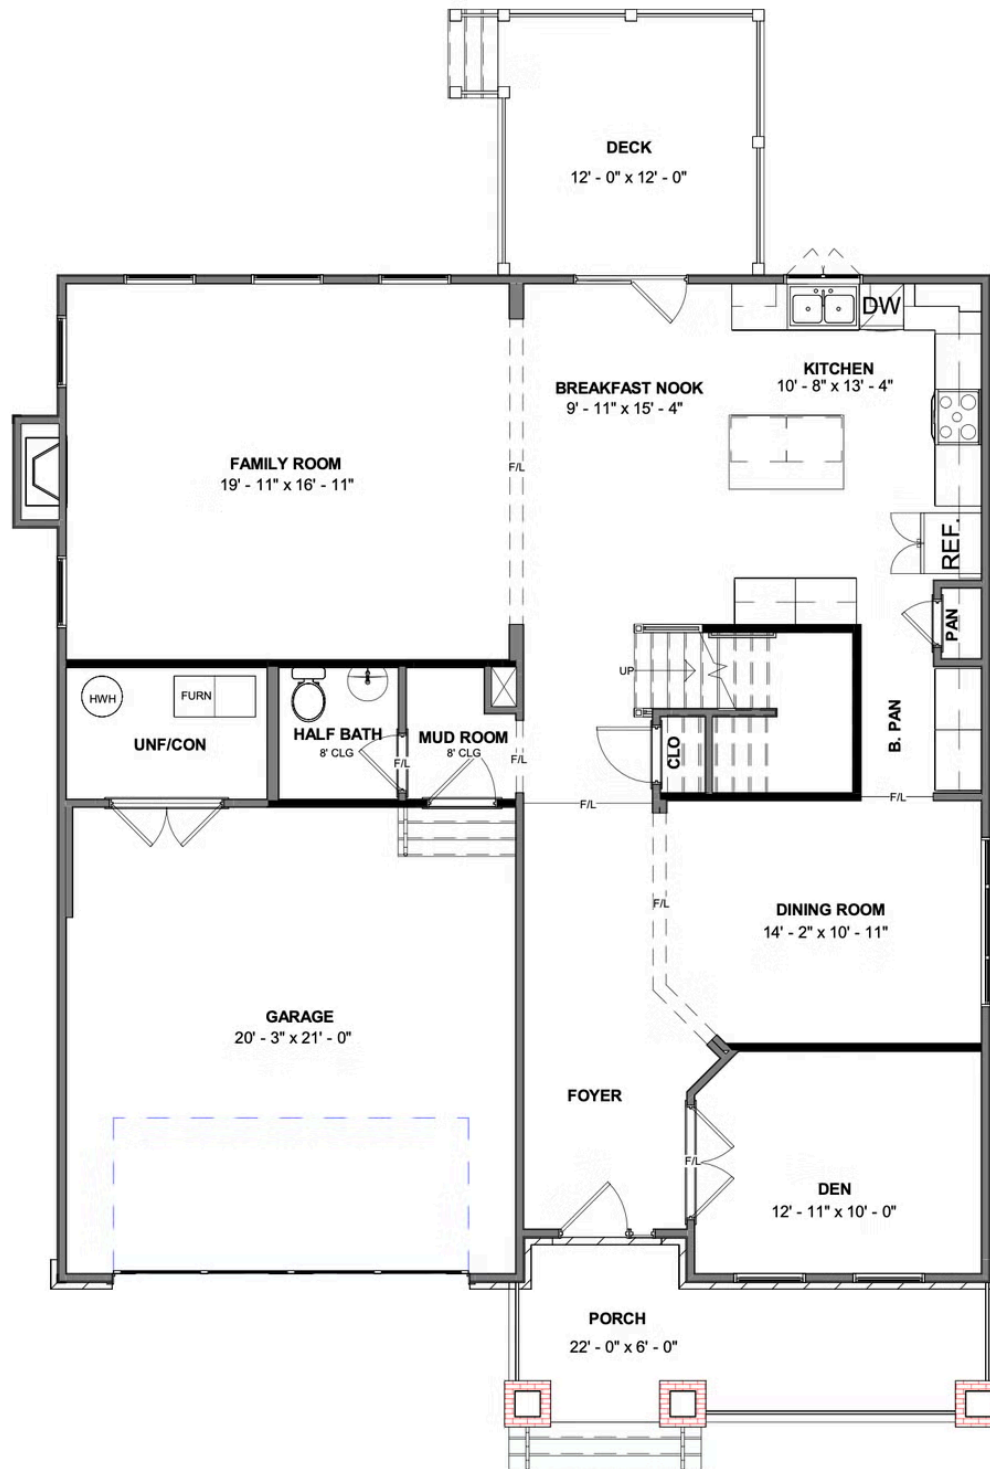 DECK
12' - 0" x 12' - 0"
DW
KITCHEN
10' - 8" x 13' - 4"
BREAKFAST NOOK
9' - 11" x 15' - 4"
FAMILY ROOM
19' - 11" x 16' - 11"
F/L
REF.
PAN
UP
HWH
FURN
UNF/CON
HALF BATH
8' CLG
F/L
MUD ROOM
8' CLG
F/L
CLO
B. PAN
F/L
F/L
F/L
DINING ROOM
14' - 2" x 10' - 11"
GARAGE
20' - 3" x 21' - 0"
FOYER
F/L
DEN
12' - 11" x 10' - 0"
PORCH
22' - 0" x 6' - 0"